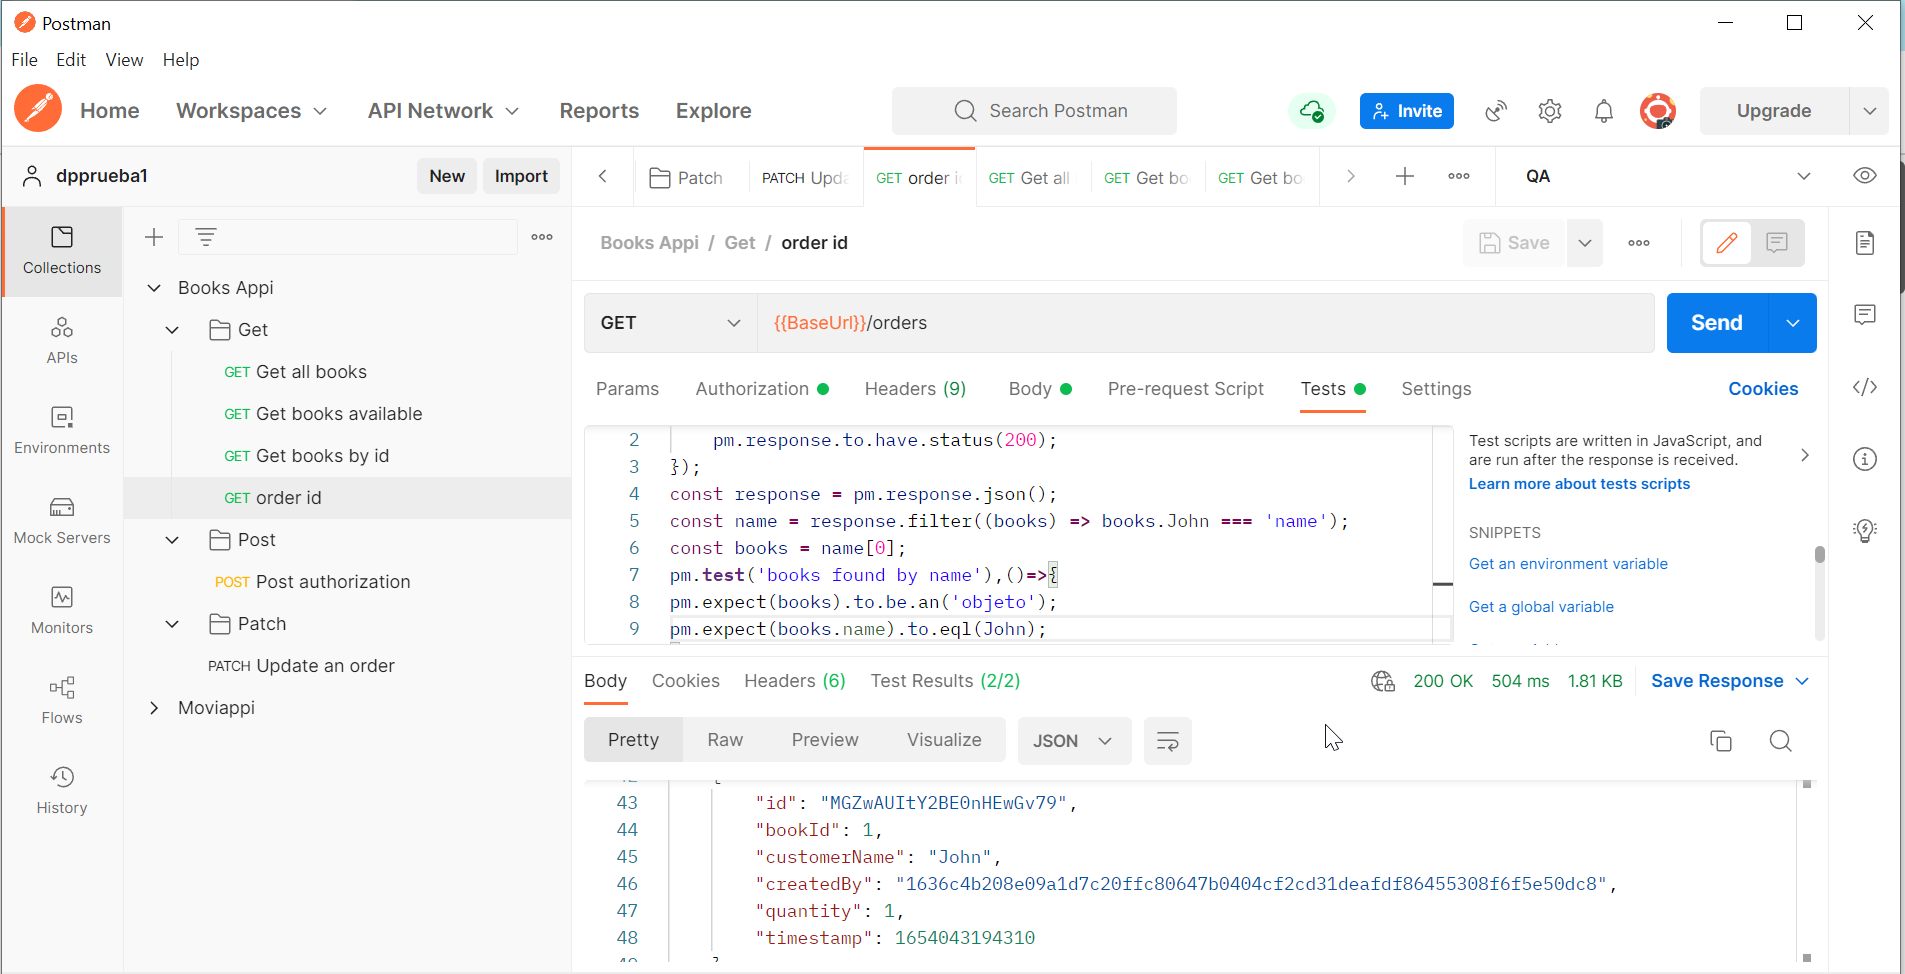 Postman
File Edit View Help
Home Workspaces API Network Reports Explore Search Postman Invite Upgrade
dpprueba1 New Import Patch PATCH Upda GET order i GET Get all GET Get bo GET Get bo QA
Collections
APIs
Environments
Mock Servers
Monitors
Flows
History
Books Appi
Get
GET Get all books
GET Get books available
GET Get books by id
GET order id
Post
POST Post authorization
Patch
PATCH Update an order
Moviappi
Books Appi / Get / order id Save
GET {{BaseUrl}}/orders Send
Params Authorization Headers (9) Body Pre-request Script Tests Settings Cookies
2 pm.response.to.have.status(200);
3 });
4 const response = pm.response.json();
5 const name = response.filter((books) => books.John === 'name');
6 const books = name[0];
7 pm.test('books found by name'),()=>{
8 pm.expect(books).to.be.an('objeto');
9 pm.expect(books.name).to.eql(John);
Test scripts are written in JavaScript, and
are run after the response is received.
Learn more about tests scripts
SNIPPETS
Get an environment variable
Get a global variable
Body Cookies Headers (6) Test Results (2/2) 200 OK 504 ms 1.81 KB Save Response
Pretty Raw Preview Visualize JSON
43 "id": "MGZwAUItY2BE0nHEwGv79",
44 "bookId": 1,
45 "customerName": "John",
46 "createdBy": "1636c4b208e09a1d7c20ffc80647b0404cf2cd31deafdf86455308f6f5e50dc8",
47 "quantity": 1,
48 "timestamp": 1654043194310